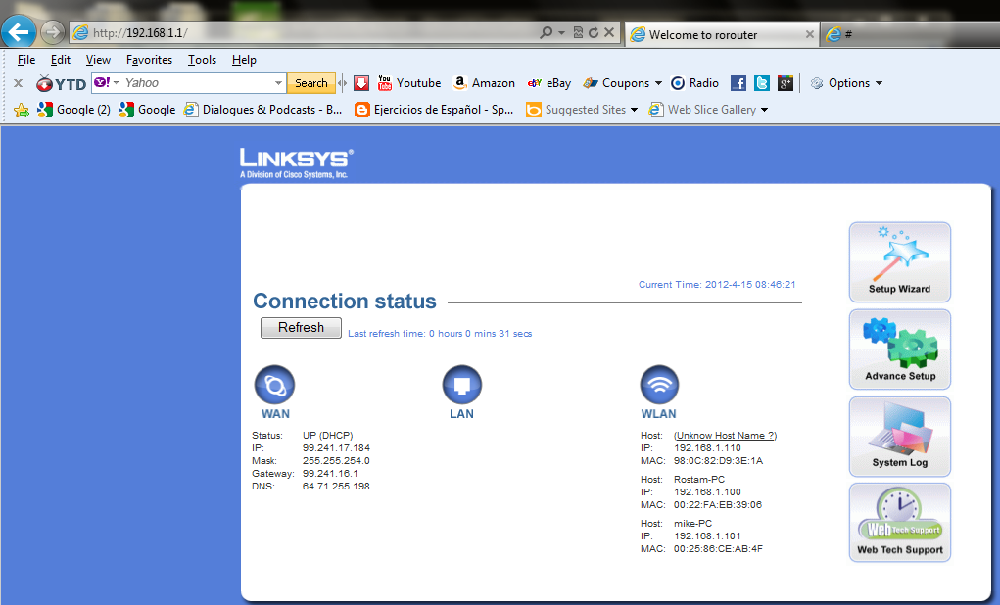 http://192.168.1.1/
Welcome to rorouter
#
File Edit View Favorites Tools Help
x YTD Y! Yahoo Search You Tube Youtube a Amazon ebY eBay Coupons Radio f t g+ Options
Google (2) Google Dialogues & Podcasts - B... Ejercicios de Español - Sp... Suggested Sites Web Slice Gallery
LINKSYS®
A Division of Cisco Systems, Inc.
Current Time: 2012-4-15 08:46:21
Connection status
Refresh Last refresh time: 0 hours 0 mins 31 secs
WAN
Status: UP (DHCP)
IP: 99.241.17.184
Mask: 255.255.254.0
Gateway: 99.241.16.1
DNS: 64.71.255.198
LAN
WLAN
Host: (Unknow Host Name ?)
IP: 192.168.1.110
MAC: 98:0C:82:D9:3E:1A
Host: Rostam-PC
IP: 192.168.1.100
MAC: 00:22:FA:EB:39:06
Host: mike-PC
IP: 192.168.1.101
MAC: 00:25:86:CE:AB:4F
Setup Wizard
Advance Setup
System Log
Web Tech Support
Web Tech Support